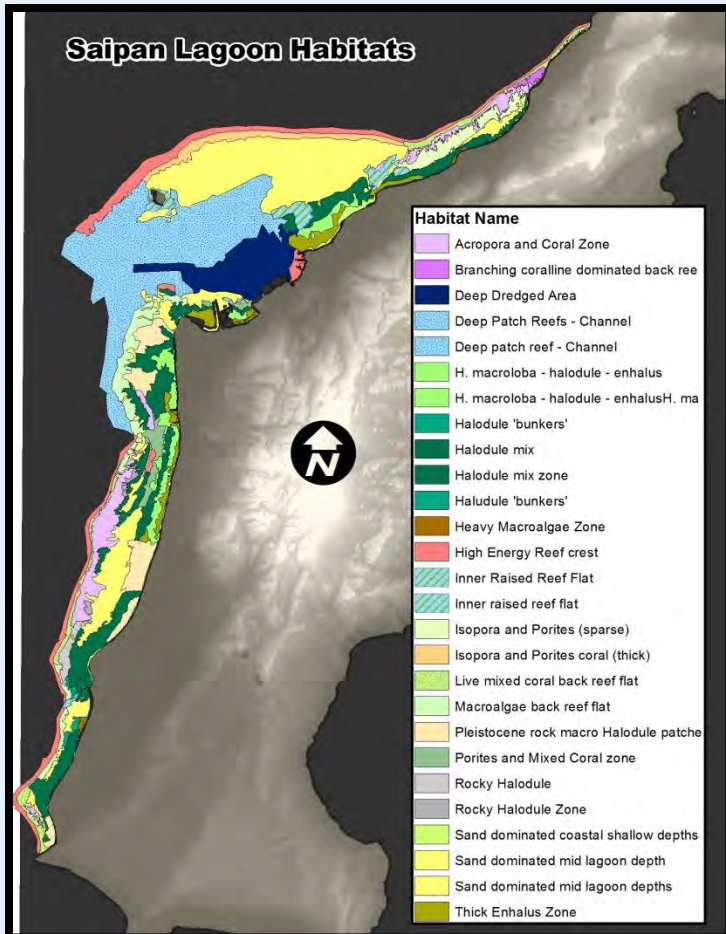 Saipan Lagoon Habitats
Habitat Name
Acropora and Coral Zone
Branching coralline dominated back ree
Deep Dredged Area
Deep Patch Reefs - Channel
Deep patch reef - Channel
H. macroloba - halodule - enhalus
H. macroloba - halodule - enhalusH. ma
Halodule 'bunkers'
Halodule mix
Halodule mix zone
Haludule 'bunkers'
Heavy Macroalgae Zone
High Energy Reef crest
Inner Raised Reef Flat
Inner raised reef flat
Isopora and Porites (sparse)
Isopora and Porites coral (thick)
Live mixed coral back reef flat
Macroalgae back reef flat
Pleistocene rock macro Halodule patche
Porites and Mixed Coral zone
Rocky Halodule
Rocky Halodule Zone
Sand dominated coastal shallow depths
Sand dominated mid lagoon depth
Sand dominated mid lagoon depths
Thick Enhalus Zone
N